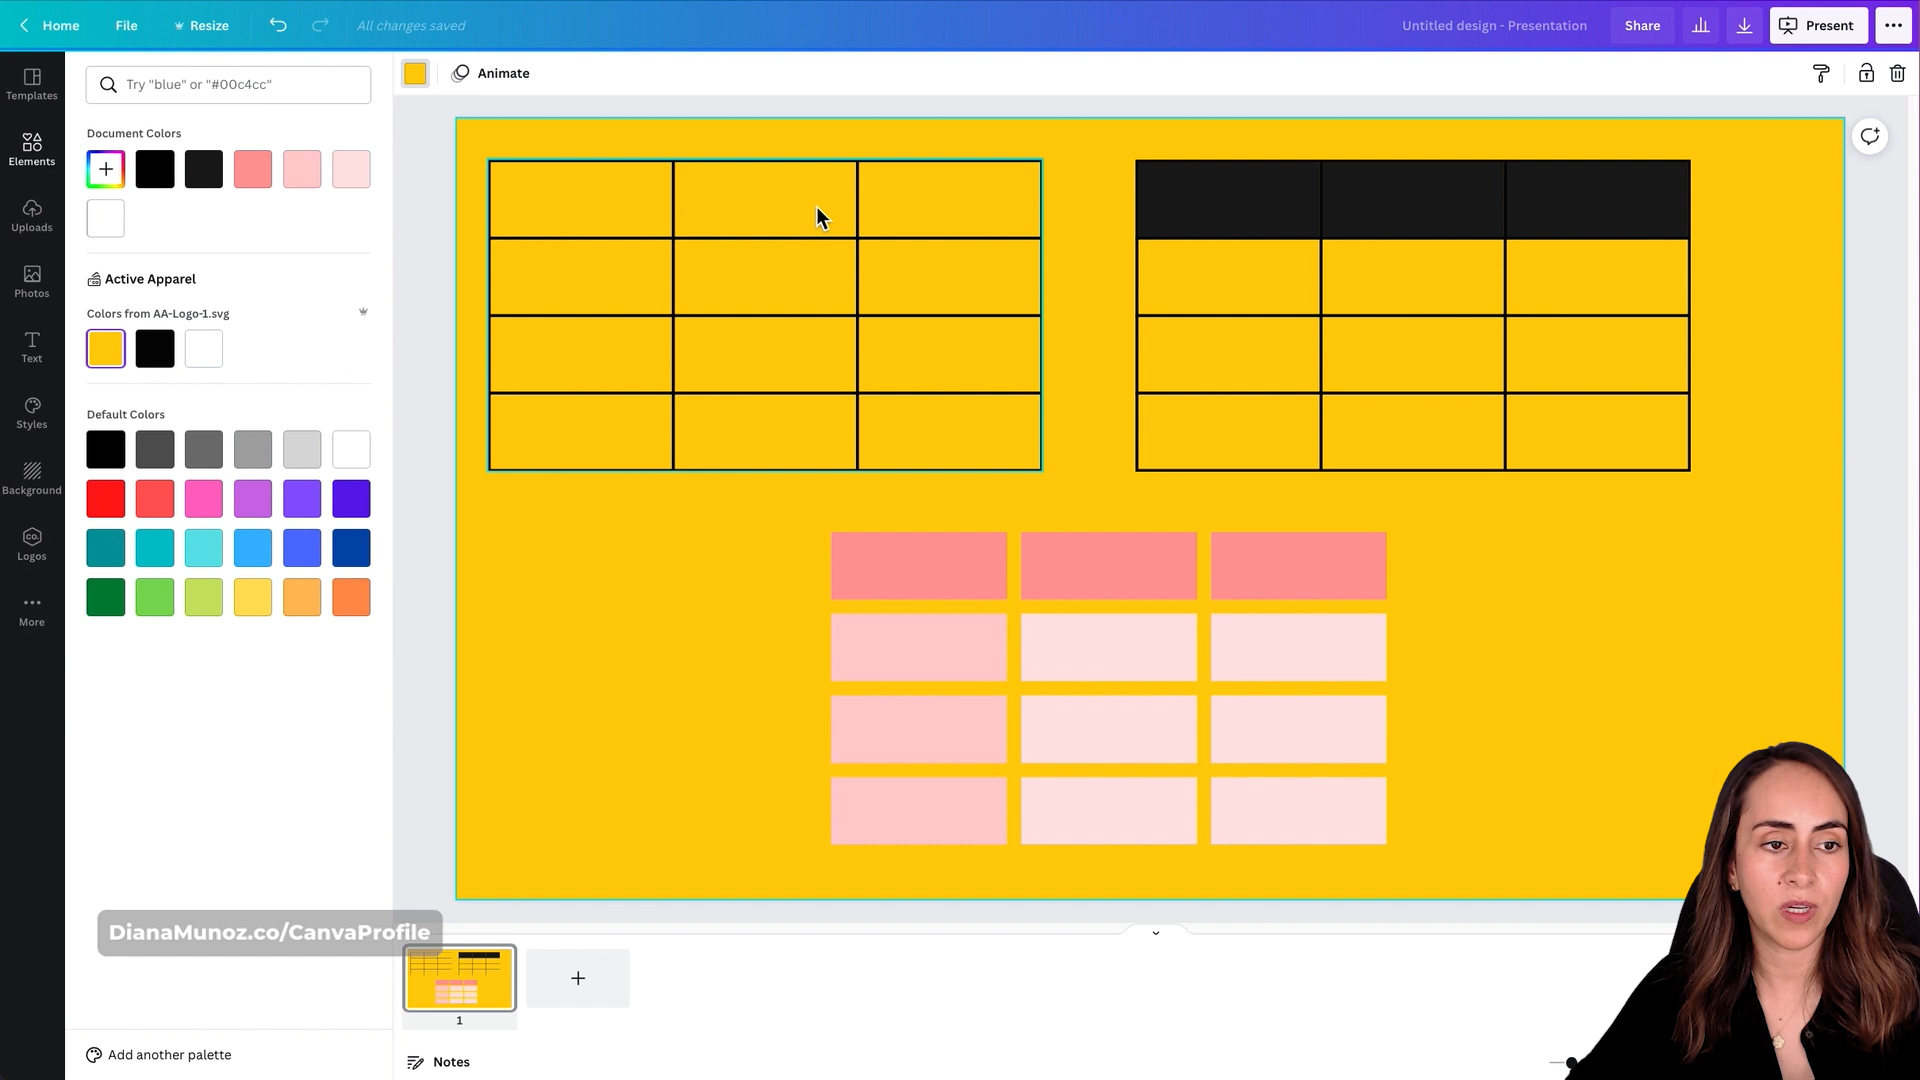 Home
File
Resize
All changes saved
Untitled design - Presentation
Share
Present
Templates
Elements
Uploads
Photos
Text
Styles
Background
Logos
CO.
More
Try "blue" or "#00c4cc"
Document Colors
Active Apparel
Colors from AA-Logo-1.svg
Default Colors
Add another palette
Animate
DianaMunoz.co/CanvaProfile
1
Notes